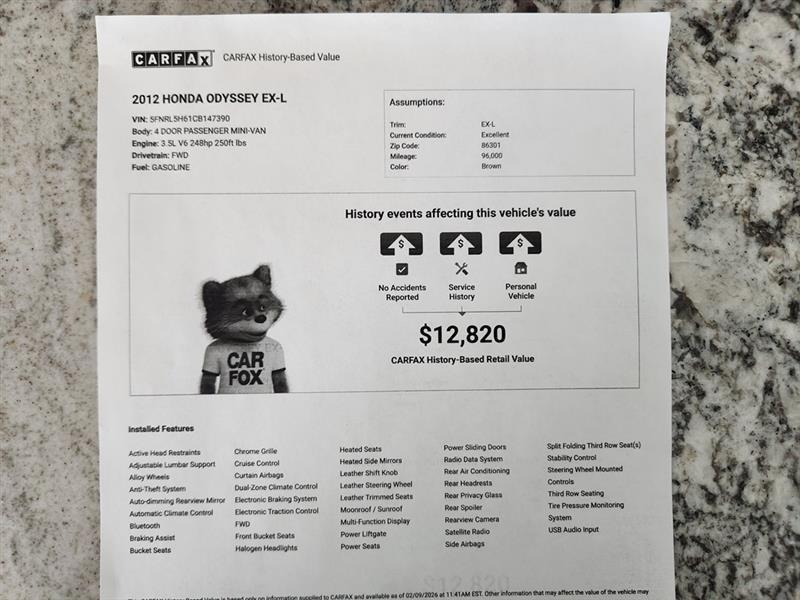 CARFAX CARFAX History-Based Value
2012 HONDA ODYSSEY EX-L
VIN: 5FNRL5H61CB147390
Body: 4 DOOR PASSENGER MINI-VAN
Engine: 3.5L V6 248hp 250ft lbs
Drivetrain: FWD
Fuel: GASOLINE
Assumptions:
Trim: EX-L
Current Condition: Excellent
Zip Code: 86301
Mileage: 96,000
Color: Brown
History events affecting this vehicle's value
$ $ $
No Accidents
Reported
Service
History
Personal
Vehicle
$12,820
CARFAX History-Based Retail Value
CAR
FOX
Installed Features
Active Head Restraints
Adjustable Lumbar Support
Alloy Wheels
Anti-Theft System
Auto-dimming Rearview Mirror
Automatic Climate Control
Bluetooth
Braking Assist
Bucket Seats
Chrome Grille
Cruise Control
Curtain Airbags
Dual-Zone Climate Control
Electronic Braking System
Electronic Traction Control
FWD
Front Bucket Seats
Halogen Headlights
Heated Seats
Heated Side Mirrors
Leather Shift Knob
Leather Steering Wheel
Leather Trimmed Seats
Moonroof / Sunroof
Multi-Function Display
Power Liftgate
Power Seats
Power Sliding Doors
Radio Data System
Rear Air Conditioning
Rear Headrests
Rear Privacy Glass
Rear Spoiler
Rearview Camera
Satellite Radio
Side Airbags
Split Folding Third Row Seat(s)
Stability Control
Steering Wheel Mounted
Controls
Third Row Seating
Tire Pressure Monitoring
System
USB Audio Input
$12,820
This CARFAX History-Based Value is based only on information supplied to CARFAX and available as of 02/09/2026 at 11:41AM EST. Other information that may affect the value of the vehicle may